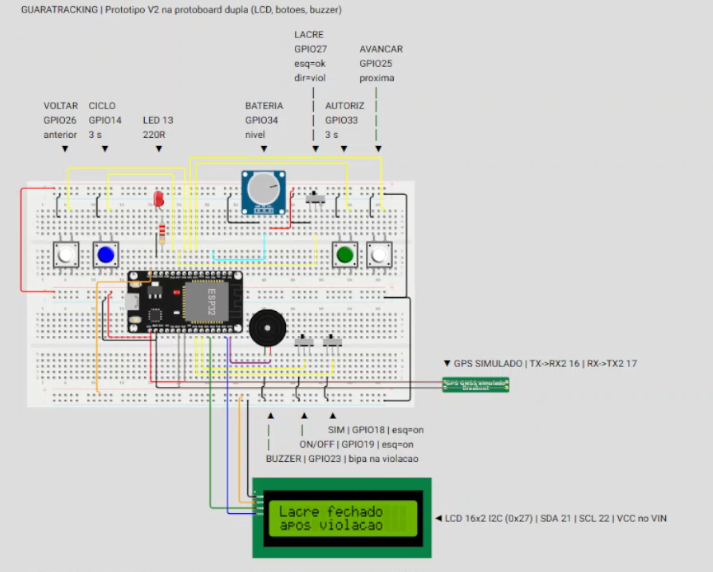 GUARATRACKING | Prototipo V2 na protoboard dupla (LCD, botoes, buzzer)
LACRE
GPIO27
esq=ok
dir=viol
AVANCAR
GPIO25
proxima
VOLTAR
GPIO26
anterior
CICLO
GPIO14
3 s
LED 13
220R
BATERIA
GPIO34
nivel
AUTORIZ
GPIO33
3 s
ESP32
▼ GPS SIMULADO | TX->RX2 16 | RX->TX2 17
GPS GNSS simulado
SIM | GPIO18 | esq=on
ON/OFF | GPIO19 | esq=on
BUZZER | GPIO23 | bipa na violacao
Lacre fechado
apos violacao
◄ LCD 16x2 I2C (0x27) | SDA 21 | SCL 22 | VCC no VIN